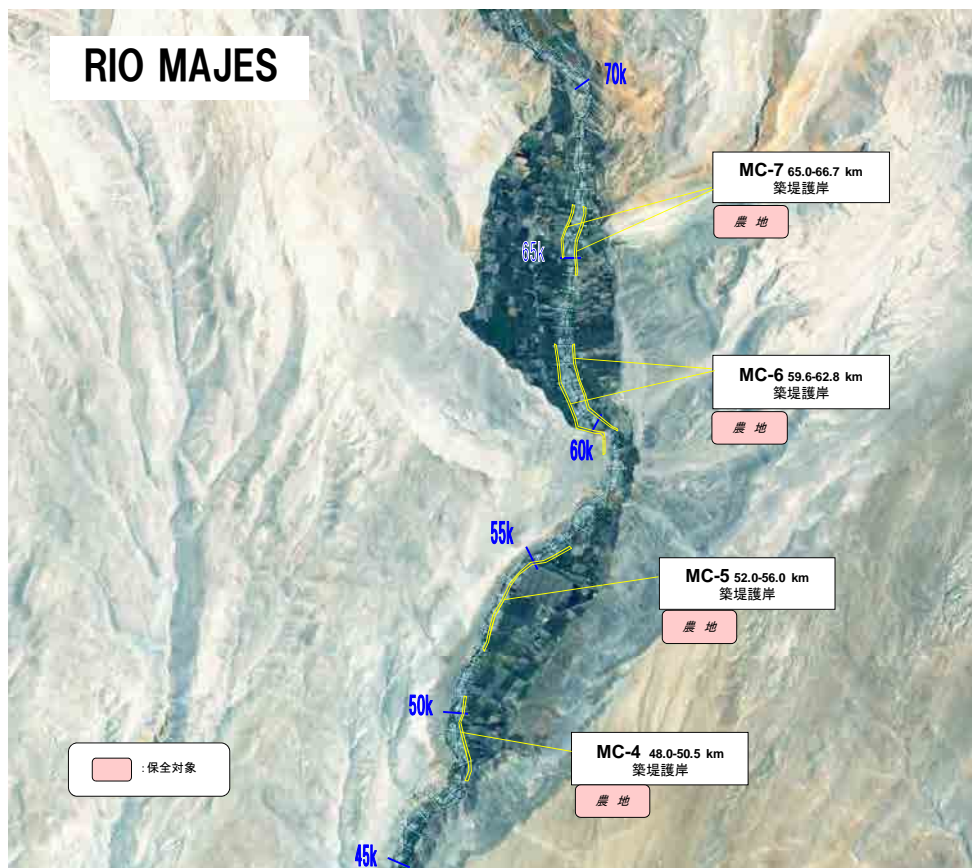 RIO MAJES
70k
MC-7 65.0-66.7 km
築堤護岸
農 地
65k
MC-6 59.6-62.8 km
築堤護岸
農 地
60k
55k
MC-5 52.0-56.0 km
築堤護岸
農 地
50k
MC-4 48.0-50.5 km
築堤護岸
農 地
:保全対象
45k